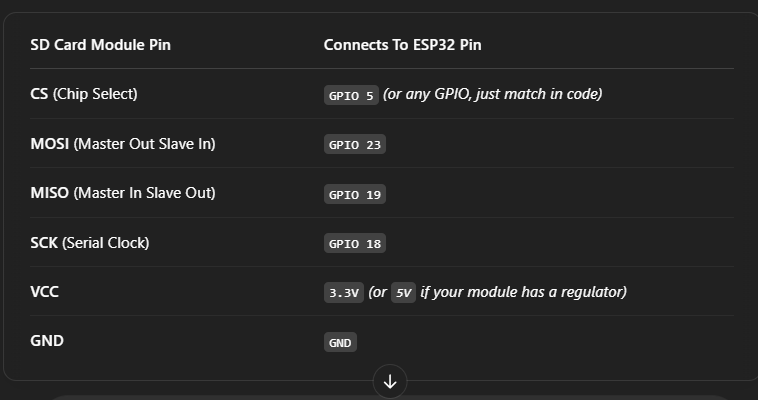 SD Card Module Pin Connects To ESP32 Pin
CS (Chip Select) GPIO 5 (or any GPIO, just match in code)
MOSI (Master Out Slave In) GPIO 23
MISO (Master In Slave Out) GPIO 19
SCK (Serial Clock) GPIO 18
VCC 3.3V (or 5V if your module has a regulator)
GND GND